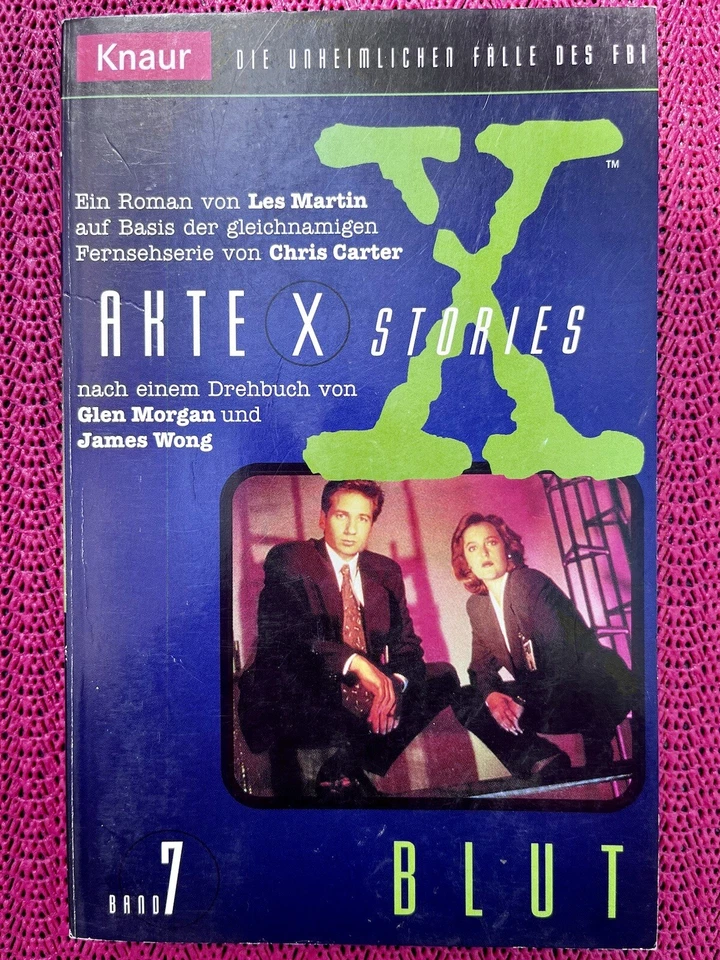 Knaur
DIE UNHEIMLICHEN FÄLLE DES FBI
X
TM
Ein Roman von Les Martin
auf Basis der gleichnamigen
Fernsehserie von Chris Carter
AKTE X STORIES
nach einem Drehbuch von
Glen Morgan und
James Wong
BAND 7
BLUT